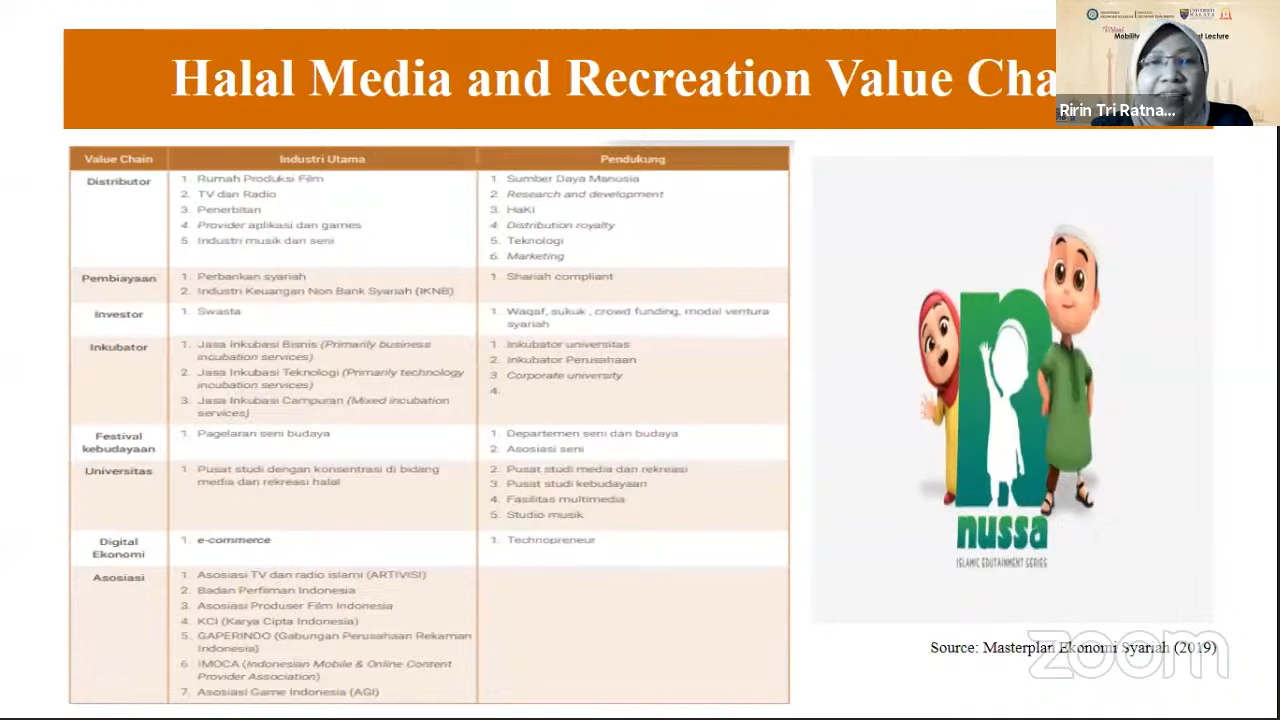 Halal Media and Recreation Value Cha
Mobility
Lecture
Ririn Tri Ratna...
Value Chain
Industri Utama
Pendukung
Distributor
1. Rumah Produksi Film
2. TV dan Radio
3. Penerbitan
4. Provider aplikasi dan games
5. Industri musik dan seni
1. Sumber Daya Manusia
2. Research and development
3. HaKI
4. Distribution royalty
5. Teknologi
6. Marketing
Pembiayaan
1. Perbankan syariah
2. Industri Keuangan Non Bank Syariah (IKNB)
1. Shariah compliant
Investor
1. Swasta
1. Waqaf, sukuk , crowd funding, modal ventura
syariah
Inkubator
1. Jasa Inkubasi Bisnis (Primarily business
incubation services)
2. Jasa Inkubasi Teknologi (Primarily technology
incubation services)
3. Jasa Inkubasi Campuran (Mixed incubation
services)
1. Inkubator universitas
2. Inkubator Perusahaan
3. Corporate university
4.
Festival
kebudayaan
1. Pagelaran seni budaya
1. Departemen seni dan budaya
2. Asosiasi seni
Universitas
1. Pusat studi dengan konsentrasi di bidang
media dan rekreasi halal
2. Pusat studi media dan rekreasi
3. Pusat studi kebudayaan
4. Fasilitas multimedia
5. Studio musik
Digital
Ekonomi
1. e-commerce
1. Technopreneur
Asosiasi
1. Asosiasi TV dan radio islami (ARTIVISI)
2. Badan Perfilman Indonesia
3. Asosiasi Produser Film Indonesia
4. KCI (Karya Cipta Indonesia)
5. GAPERINDO (Gabungan Perusahaan Rekaman
Indonesia)
6 IMOCA (Indonesian Mobile & Online Content
Provider Association)
7. Asosiasi Game Indonesia (AGI)
nussa
ISLAMIC EDUTAINMENT SERIES
Source: Masterplan Ekonomi Syariah (2019)
zoom